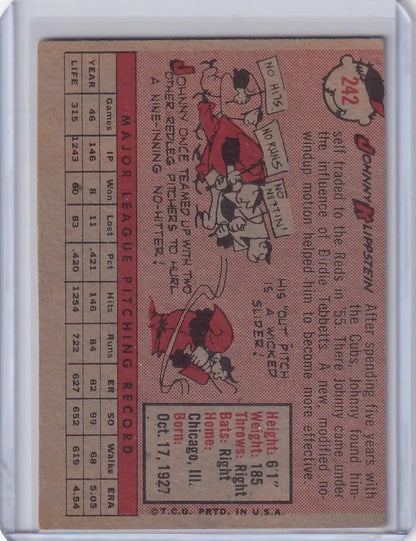 242
JOHNNY KLIPPSTEIN
After spending five years with
the Cubs, Johnny found him-
self traded to the Reds in '55. There Johnny came under
the influence of Birdie Tebbetts. A new modified no-
windup motion helped him to become more effective.
NO HITS
NO RUNS
NO NUTTIN'
JOHNNY ONCE TEAMED UP WITH TWO
OTHER REDLEG PITCHERS TO HURL
A NINE-INNING NO-HITTER!
HIS "OUT" PITCH
IS A WICKED
SLIDER!
Height: 6'1"
Weight: 185
Throws: Right
Bats: Right
Home:
Chicago, Ill.
Born:
Oct. 17, 1927
© T.C.G. PRTD. IN U.S.A.
MAJOR LEAGUE PITCHING RECORD
Games IP Won Lost Pct Hits Runs ER SO Walks ERA
YEAR 46 146 8 11 .421 146 84 82 99 68 5.05
LIFE 315 1243 60 83 .420 1254 722 627 652 619 4.54